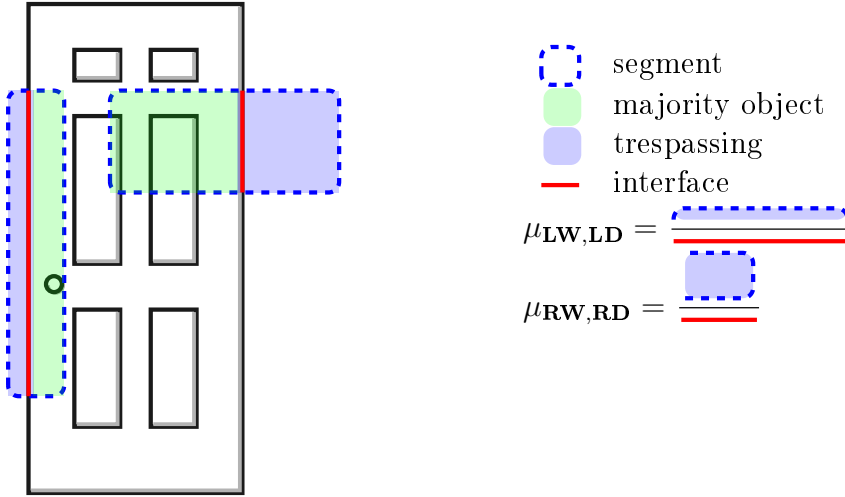 segment
majority object
trespassing
interface
μLW,LD =
μRW,RD =